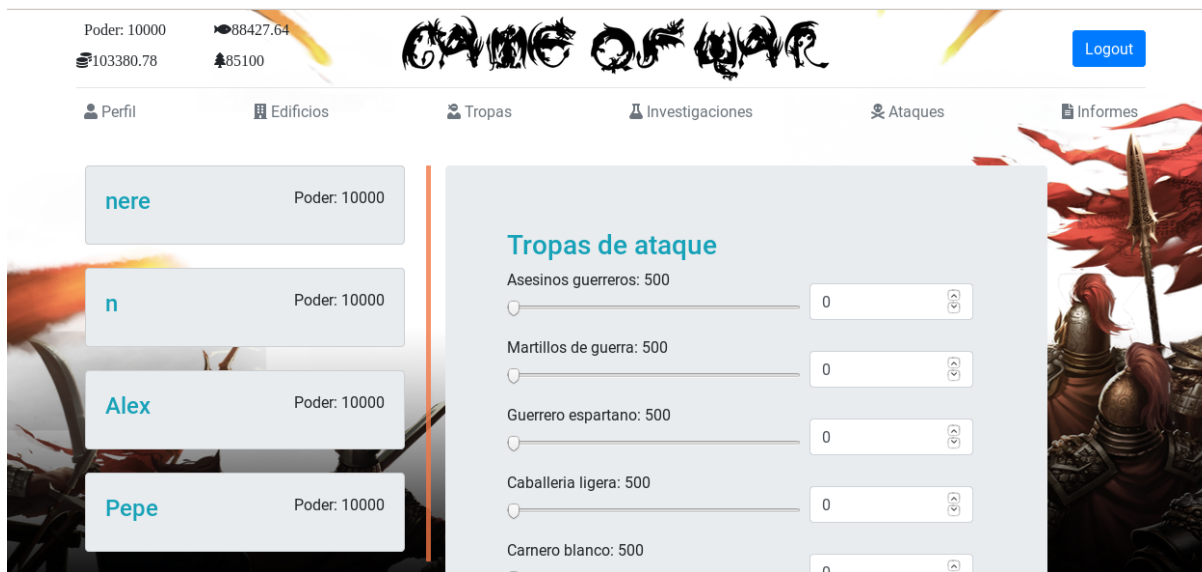 Poder: 10000
88427.64
103380.78
85100
GAME OF WAR
Logout
Perfil
Edificios
Tropas
Investigaciones
Ataques
Informes
nere
Poder: 10000
n
Poder: 10000
Alex
Poder: 10000
Pepe
Poder: 10000
Tropas de ataque
Asesinos guerreros: 500
0
Martillos de guerra: 500
0
Guerrero espartano: 500
0
Caballeria ligera: 500
0
Carnero blanco: 500
0